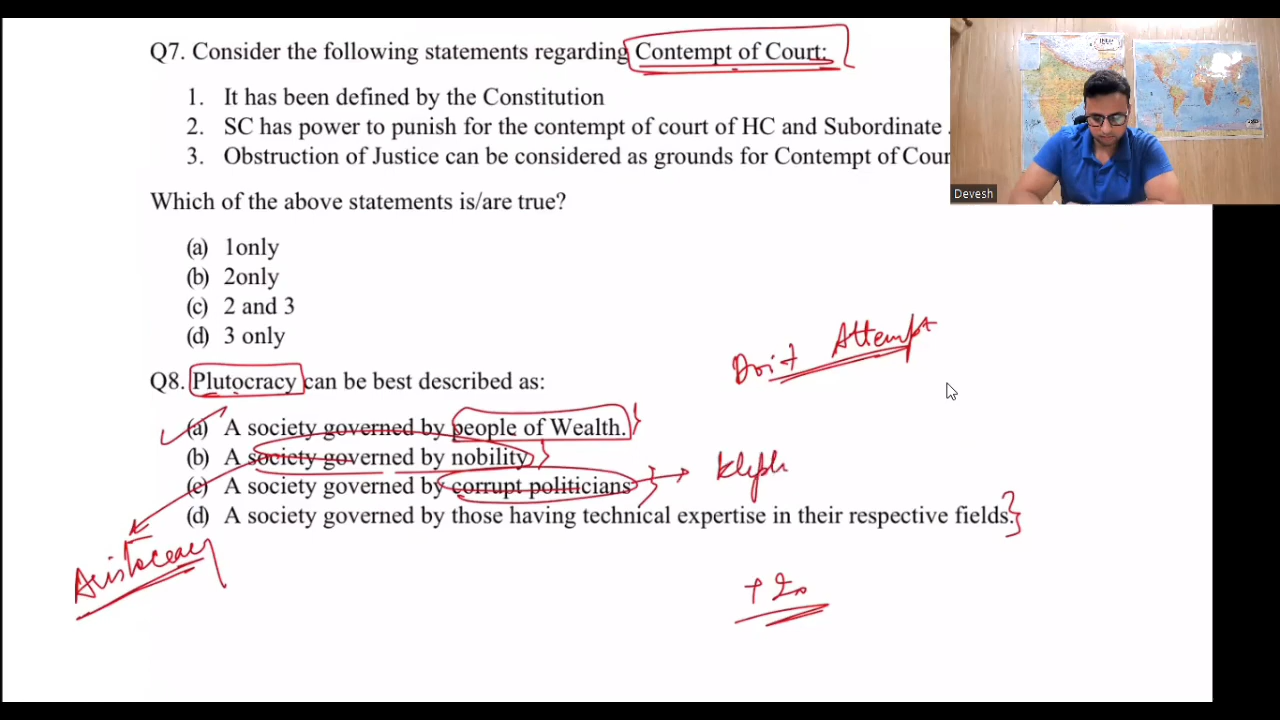 Q7. Consider the following statements regarding Contempt of Court:
1. It has been defined by the Constitution
2. SC has power to punish for the contempt of court of HC and Subordinate
3. Obstruction of Justice can be considered as grounds for Contempt of Cour
Devesh
Which of the above statements is/are true?
(a) 1only
(b) 2only
(c) 2 and 3
(d) 3 only
Attempt
Q8. Plutocracy can be best described as:
(a) A society governed by people of Wealth.
(b) A society governed by nobility
(c) A society governed by corrupt politicians
Klepto
(d) A society governed by those having technical expertise in their respective fields.
Aristocracy